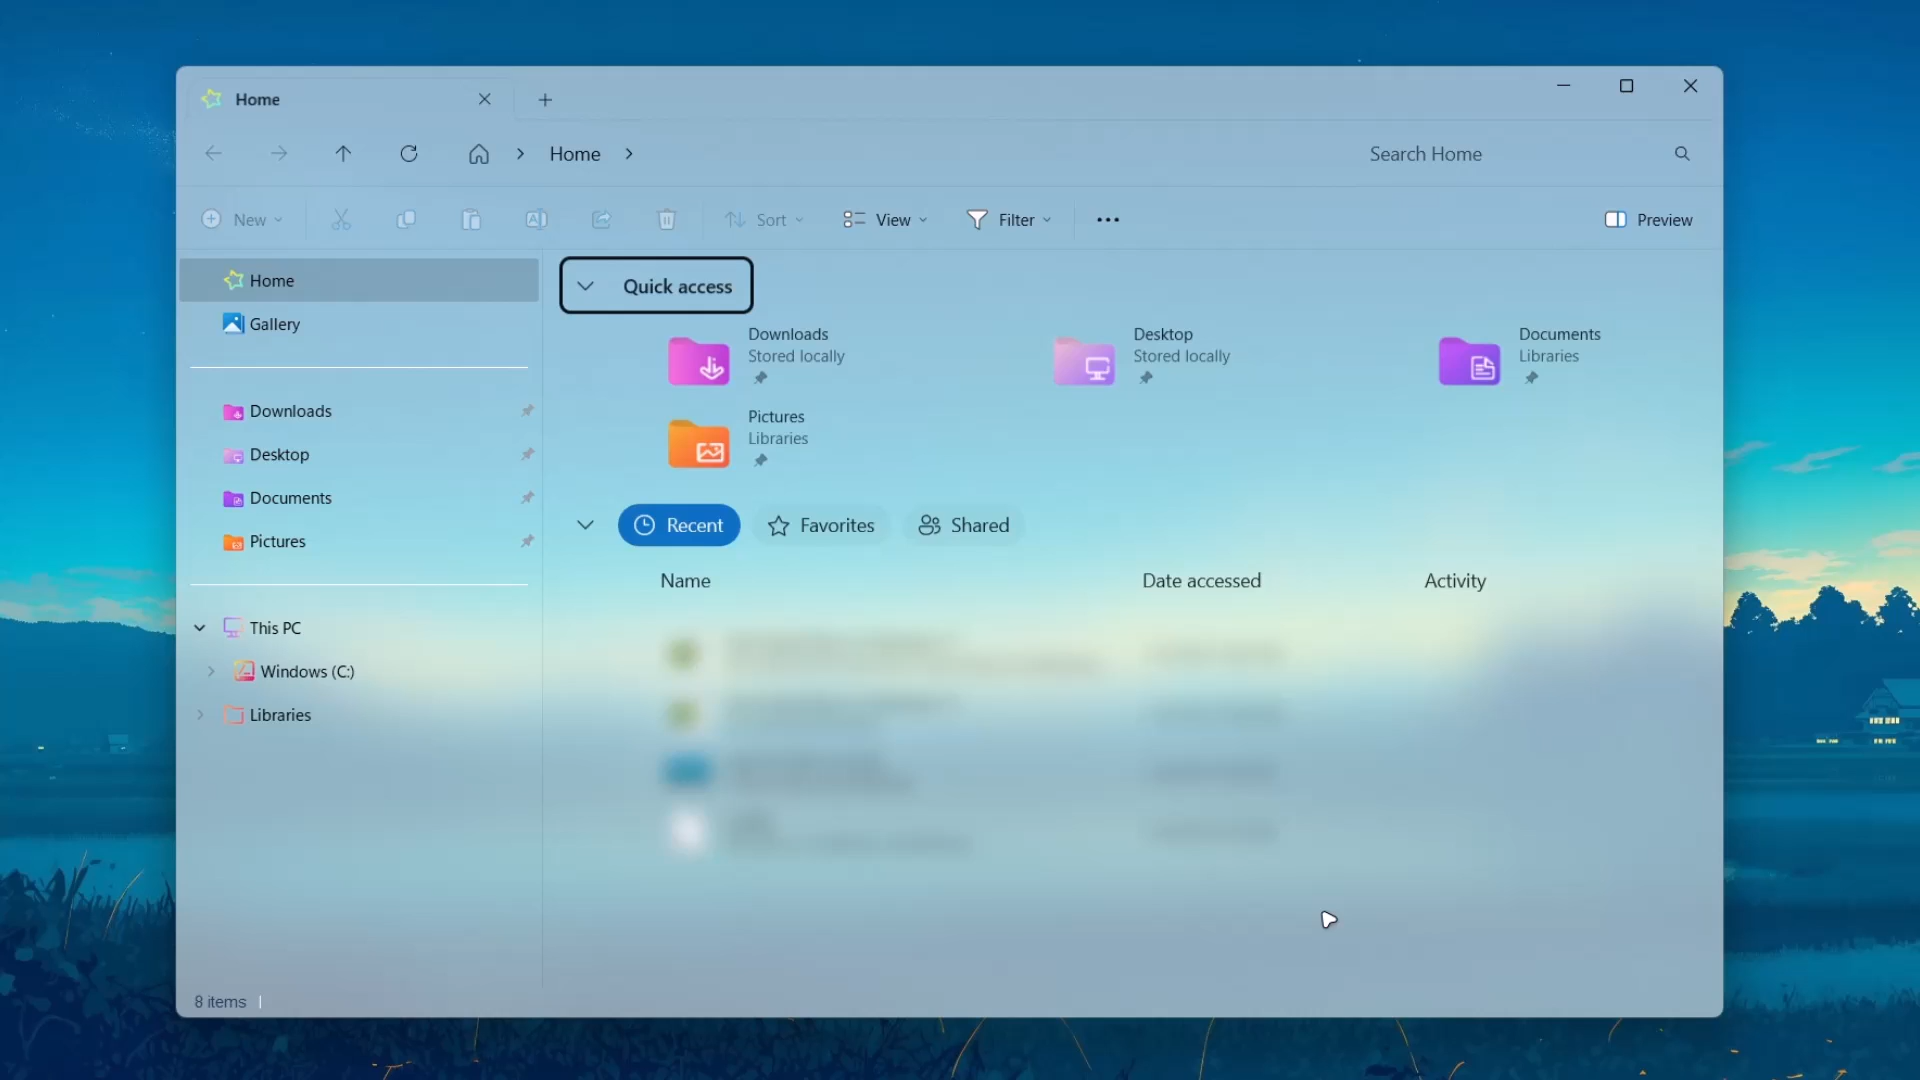 Home
Home
Search Home
New
Sort
View
Filter
Preview
Home
Gallery
Downloads
Desktop
Documents
Pictures
This PC
Windows (C:)
Libraries
Quick access
Downloads
Stored locally
Desktop
Stored locally
Documents
Libraries
Pictures
Libraries
Recent
Favorites
Shared
Name
Date accessed
Activity
8 items